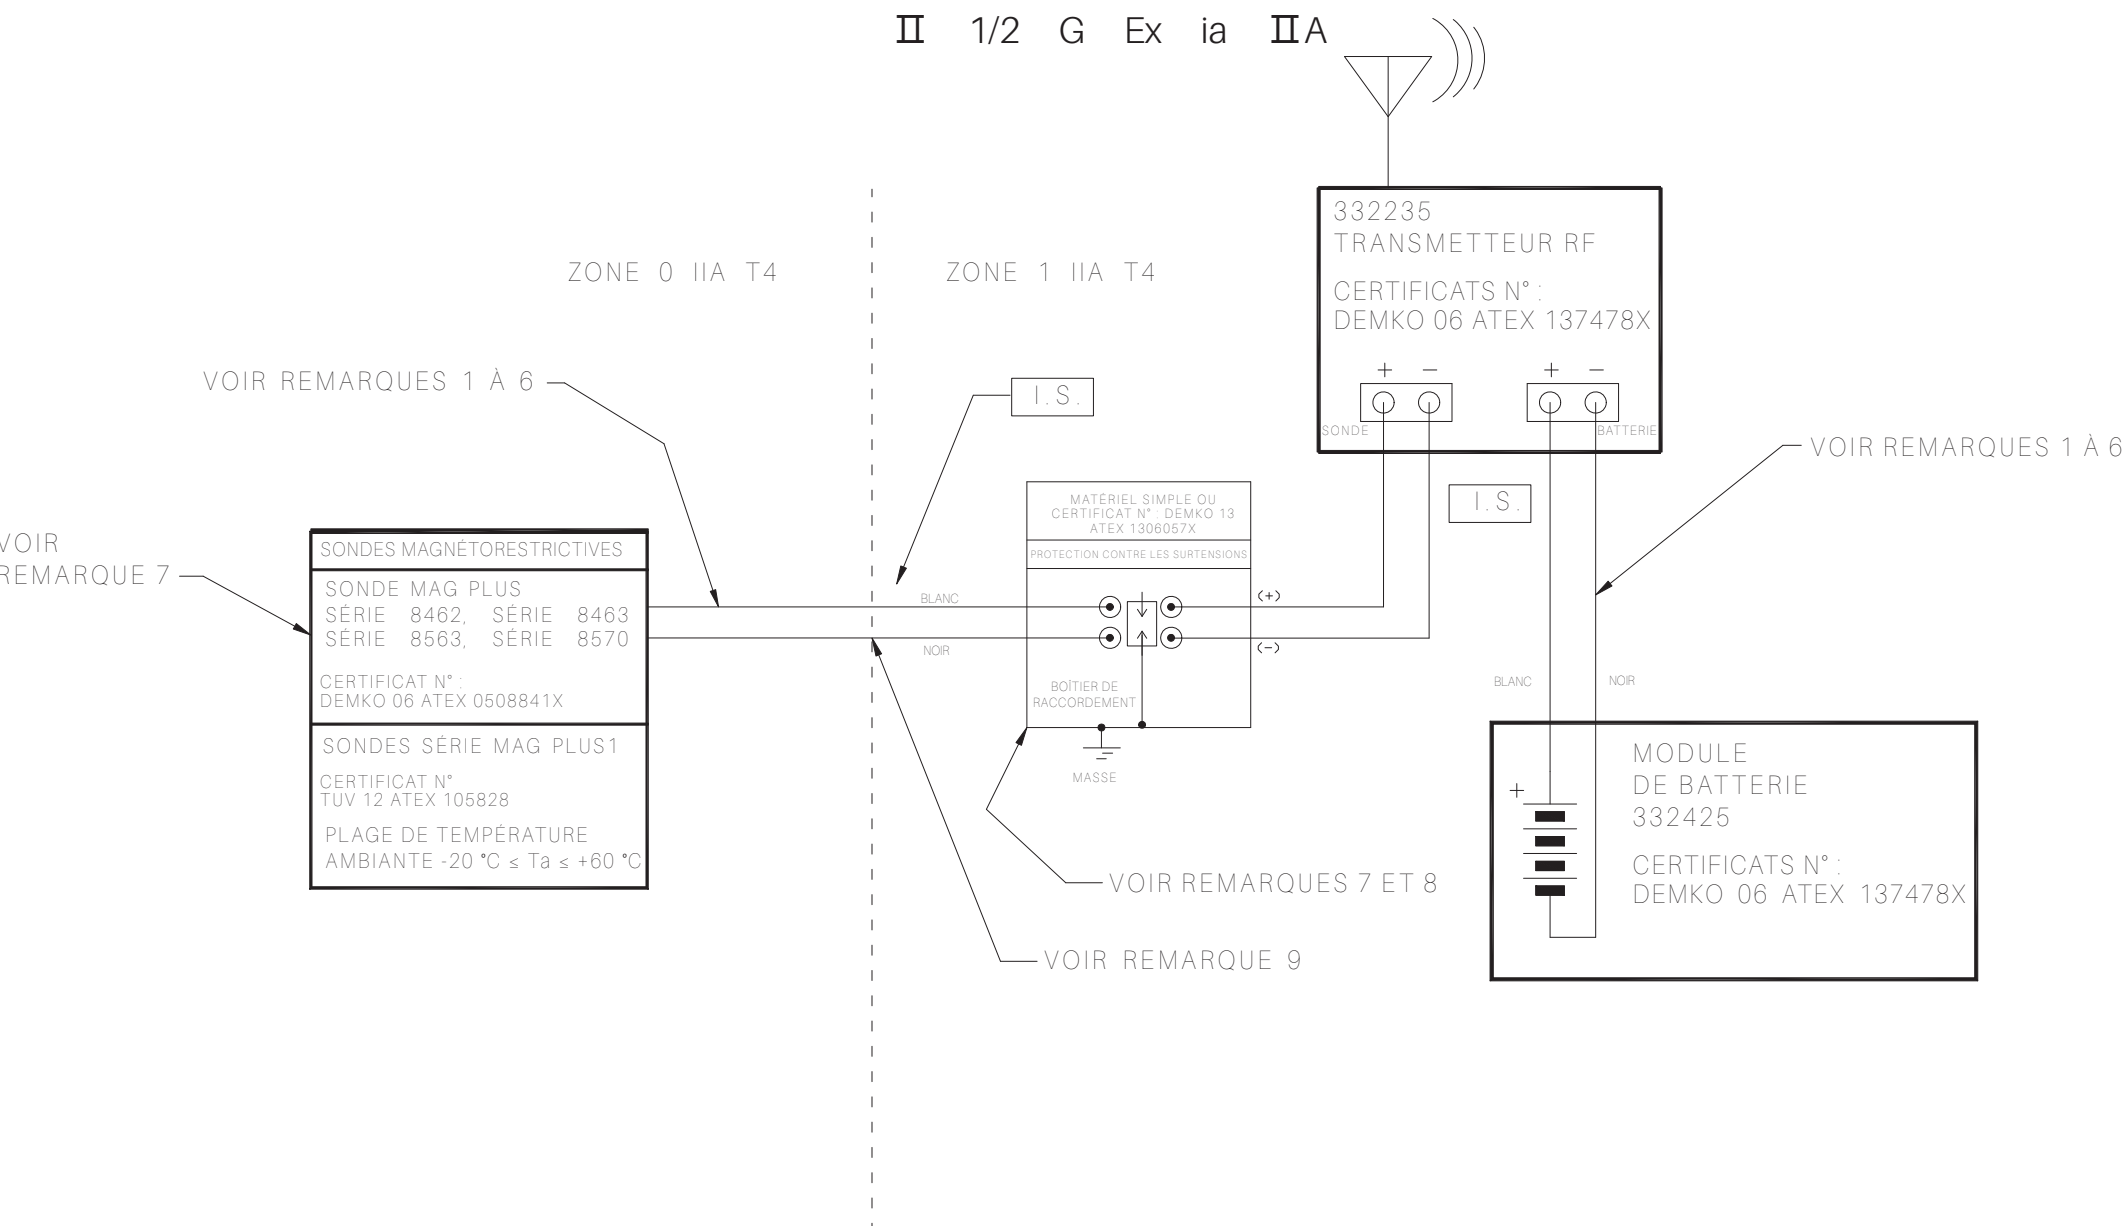 II 1/2 G Ex ia IIA
ZONE 0 IIA T4
ZONE 1 IIA T4
VOIR REMARQUES 1 À 6
I.S.
332235
TRANSMETTEUR RF
CERTIFICATS N° :
DEMKO 06 ATEX 137478X
+ − + −
SONDE
BATTERIE
VOIR REMARQUES 1 À 6
I.S.
VOIR
REMARQUE 7
SONDES MAGNÉTORESTRICTIVES
SONDE MAG PLUS
SÉRIE 8462, SÉRIE 8463
SÉRIE 8563, SÉRIE 8570
CERTIFICAT N° :
DEMKO 06 ATEX 0508841X
SONDES SÉRIE MAG PLUS1
CERTIFICAT N°
TUV 12 ATEX 105828
PLAGE DE TEMPÉRATURE
AMBIANTE -20 °C ≤ Ta ≤ +60 °C
BLANC
NOIR
MATÉRIEL SIMPLE OU
CERTIFICAT N° : DEMKO 13
ATEX 1306057X
PROTECTION CONTRE LES SURTENSIONS
(+)
(-)
BOÎTIER DE
RACCORDEMENT
MASSE
VOIR REMARQUES 7 ET 8
VOIR REMARQUE 9
BLANC
NOIR
+
MODULE
DE BATTERIE
332425
CERTIFICATS N° :
DEMKO 06 ATEX 137478X